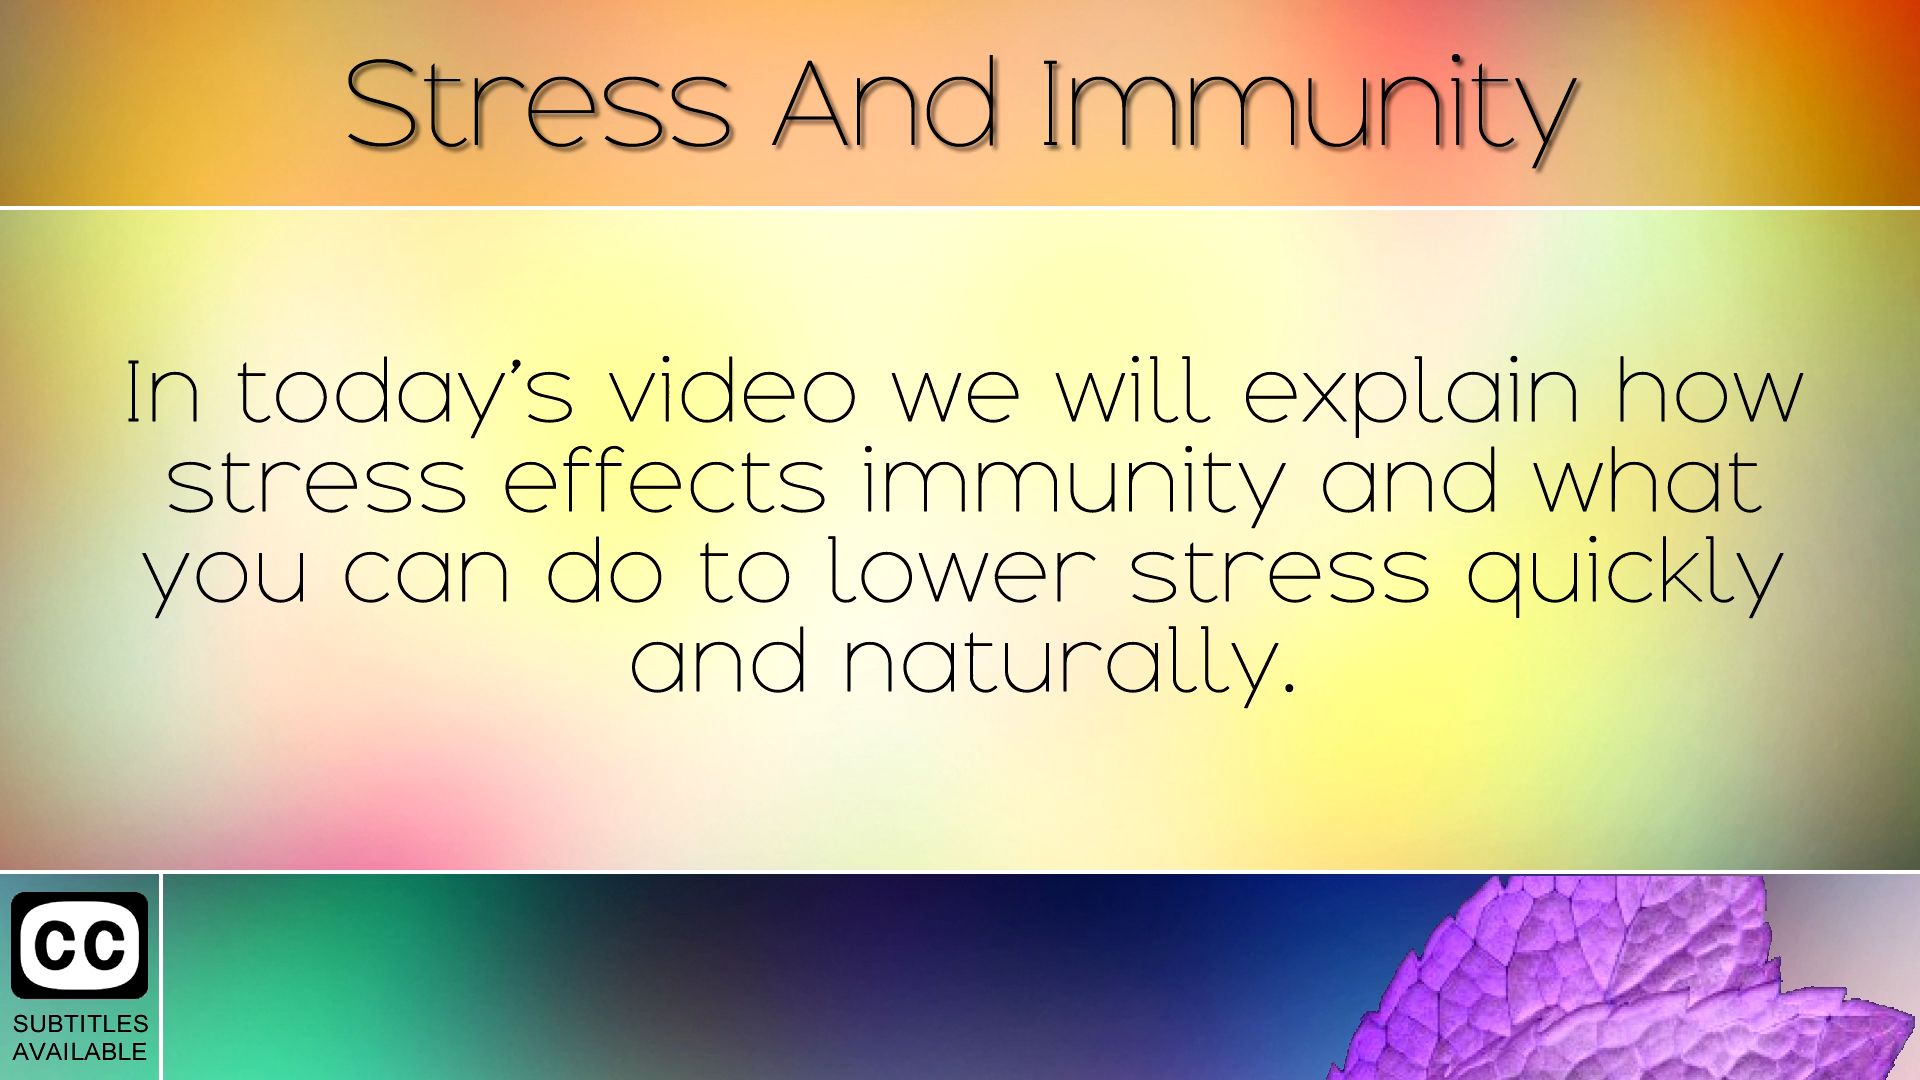 Stress And Immunity
In today's video we will explain how
stress effects immunity and what
you can do to lower stress quickly
and naturally.
CC
SUBTITLES
AVAILABLE